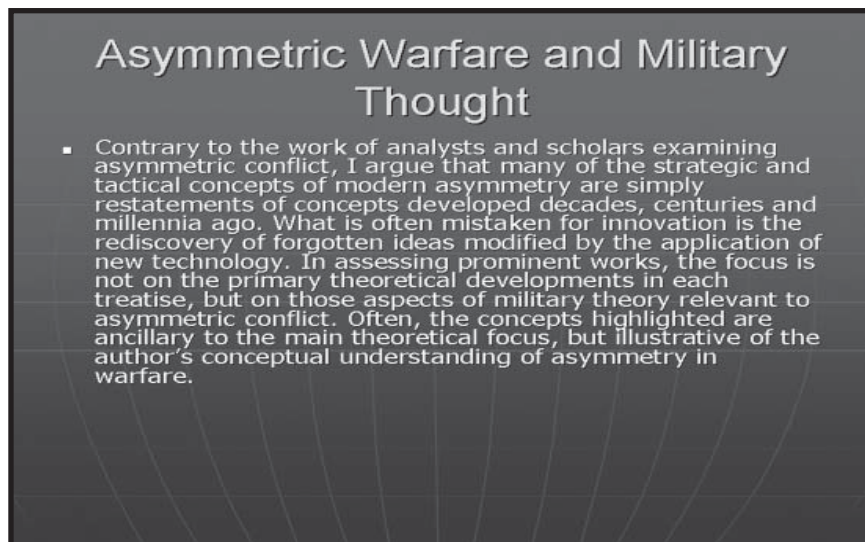 Asymmetric Warfare and Military
Thought
▪ Contrary to the work of analysts and scholars examining
asymmetric conflict, I argue that many of the strategic and
tactical concepts of modern asymmetry are simply
restatements of concepts developed decades, centuries and
millennia ago. What is often mistaken for innovation is the
rediscovery of forgotten ideas modified by the application of
new technology. In assessing prominent works, the focus is
not on the primary theoretical developments in each
treatise, but on those aspects of military theory relevant to
asymmetric conflict. Often, the concepts highlighted are
ancillary to the main theoretical focus, but illustrative of the
author's conceptual understanding of asymmetry in
warfare.